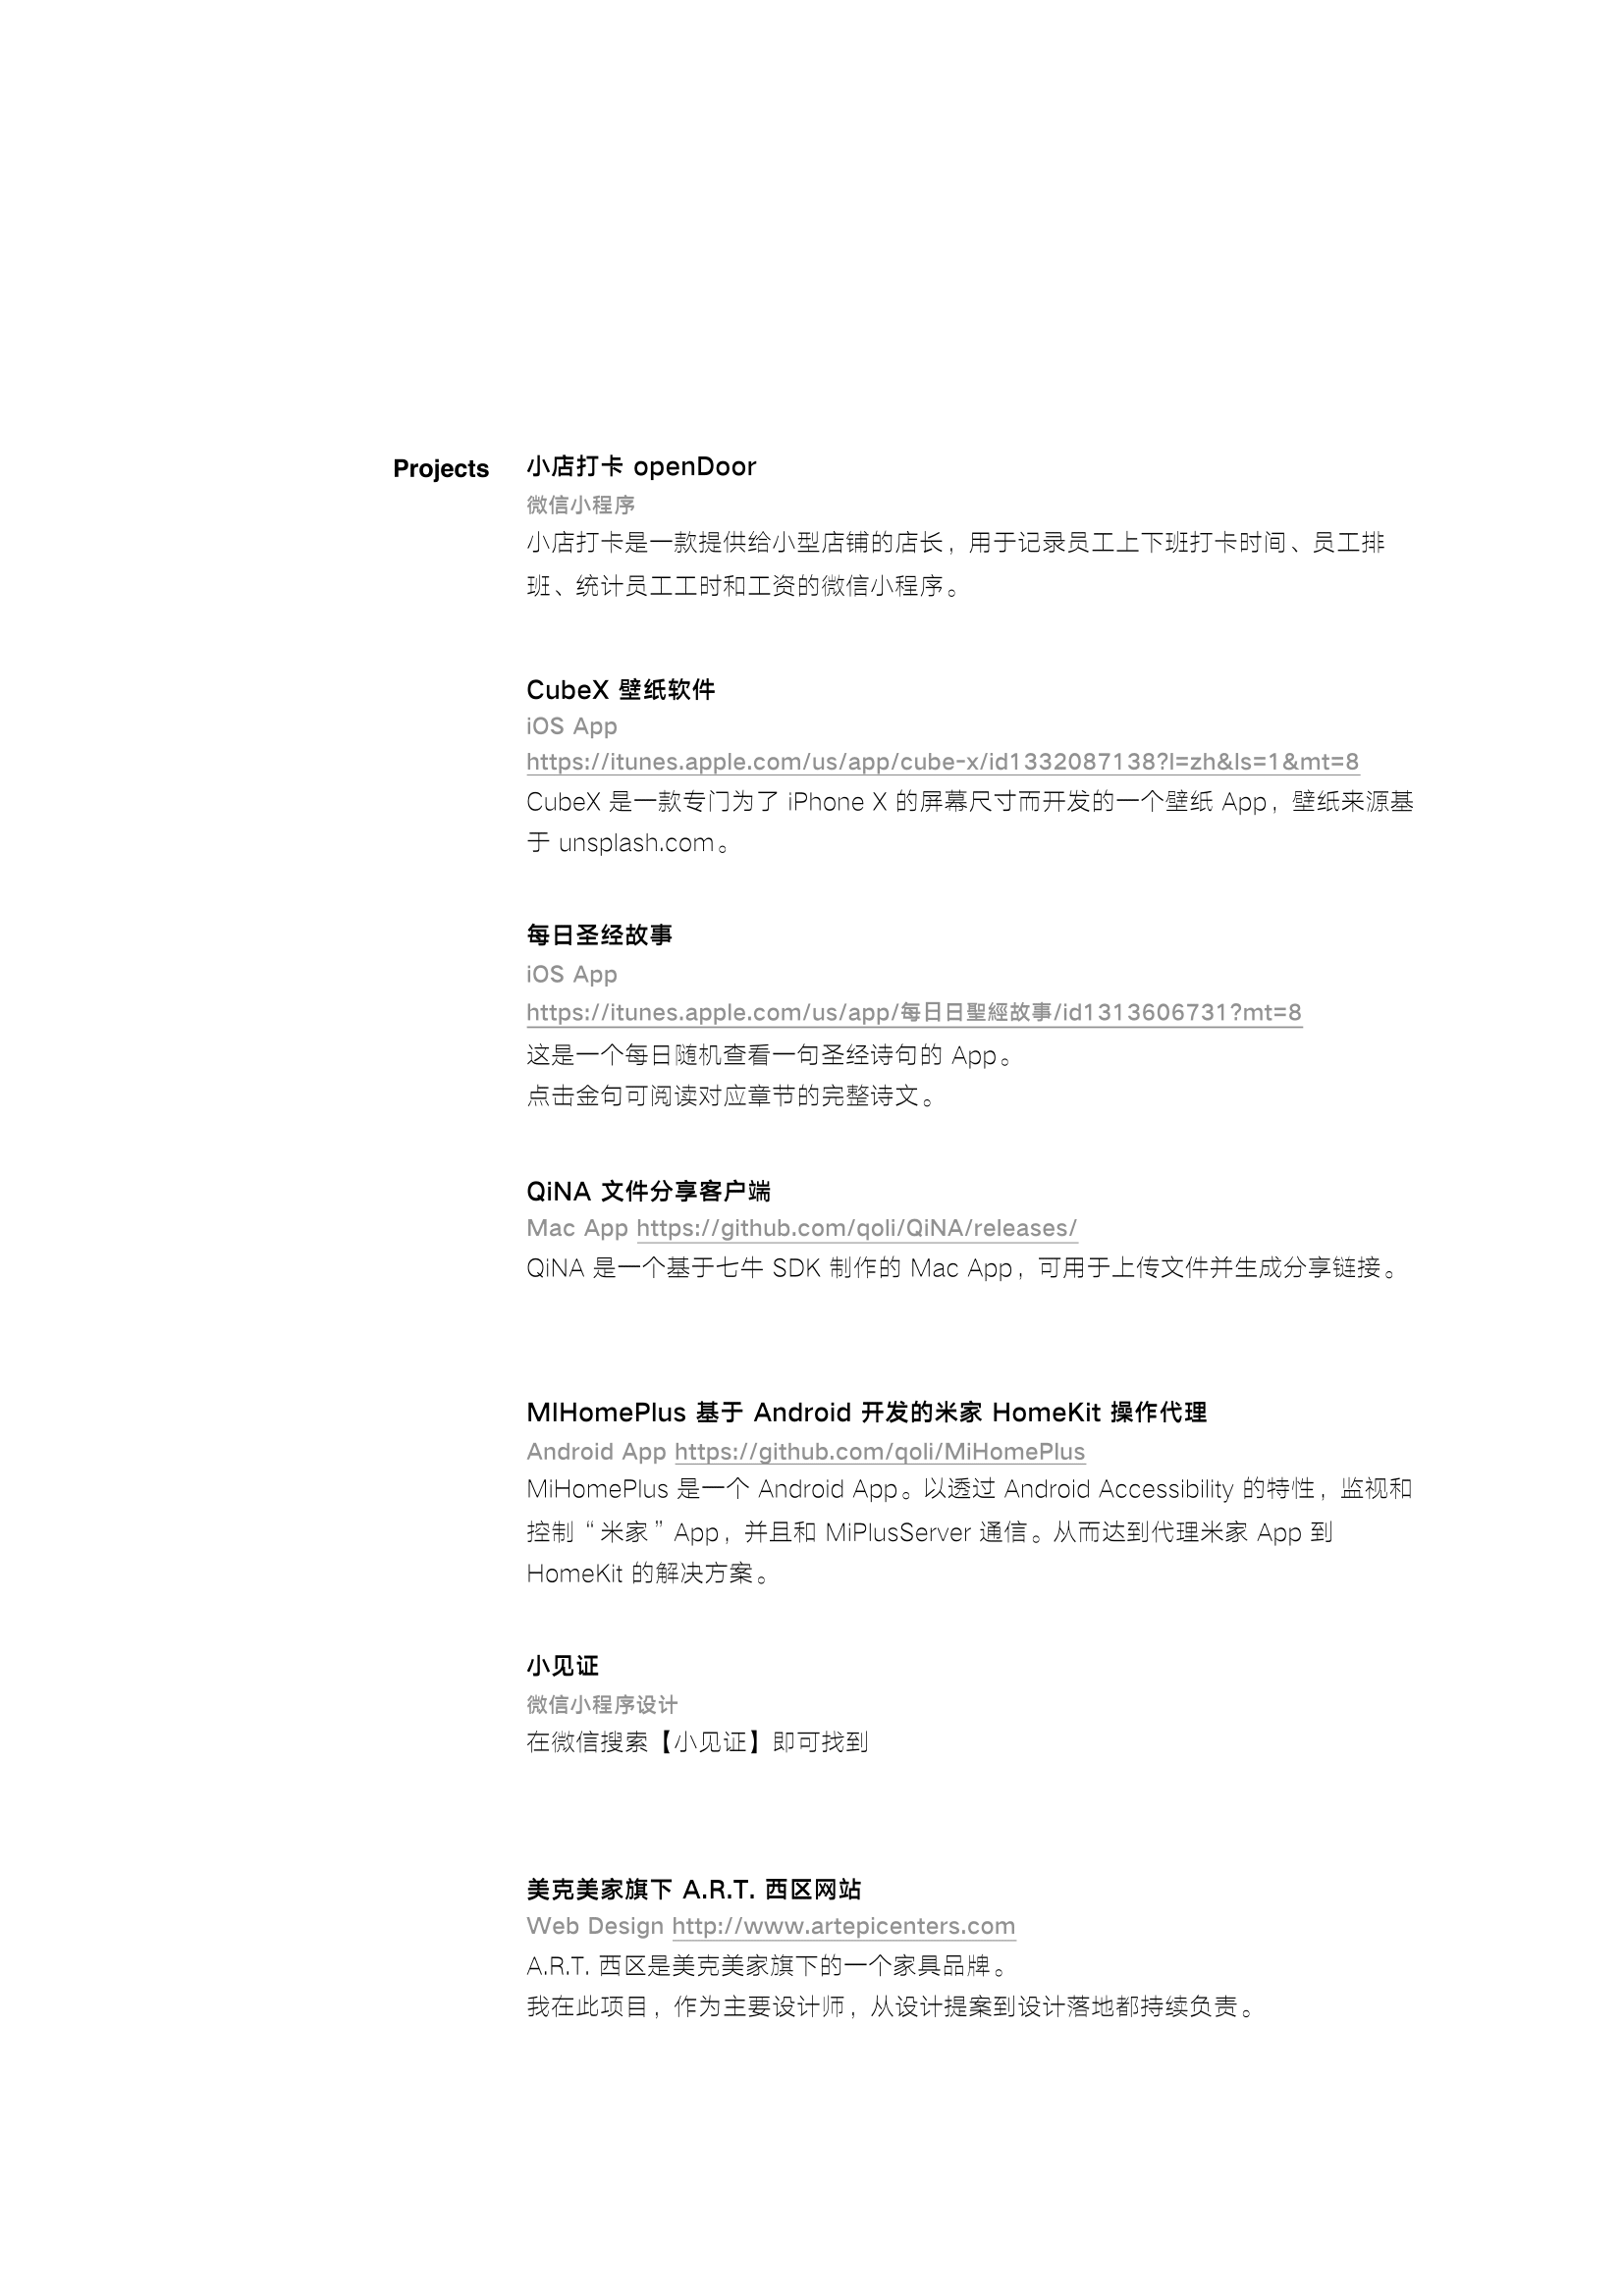 Projects
小店打卡 openDoor
微信小程序
小店打卡是一款提供给小型店铺的店长，用于记录员工上下班打卡时间、员工排
班、统计员工工时和工资的微信小程序。
CubeX 壁纸软件
iOS App
https://itunes.apple.com/us/app/cube-x/id1332087138?l=zh&ls=1&mt=8
CubeX 是一款专门为了 iPhone X 的屏幕尺寸而开发的一个壁纸 App，壁纸来源基
于 unsplash.com。
每日圣经故事
iOS App
https://itunes.apple.com/us/app/每日日聖經故事/id1313606731?mt=8
这是一个每日随机查看一句圣经诗句的 App。
点击金句可阅读对应章节的完整诗文。
QiNA 文件分享客户端
Mac App https://github.com/qoli/QiNA/releases/
QiNA 是一个基于七牛 SDK 制作的 Mac App，可用于上传文件并生成分享链接。
MIHomePlus 基于 Android 开发的米家 HomeKit 操作代理
Android App https://github.com/qoli/MiHomePlus
MiHomePlus 是一个 Android App。以透过 Android Accessibility 的特性，监视和
控制“米家”App，并且和 MiPlusServer 通信。从而达到代理米家 App 到
HomeKit 的解决方案。
小见证
微信小程序设计
在微信搜索【小见证】即可找到
美克美家旗下 A.R.T. 西区网站
Web Design http://www.artepicenters.com
A.R.T. 西区是美克美家旗下的一个家具品牌。
我在此项目，作为主要设计师，从设计提案到设计落地都持续负责。